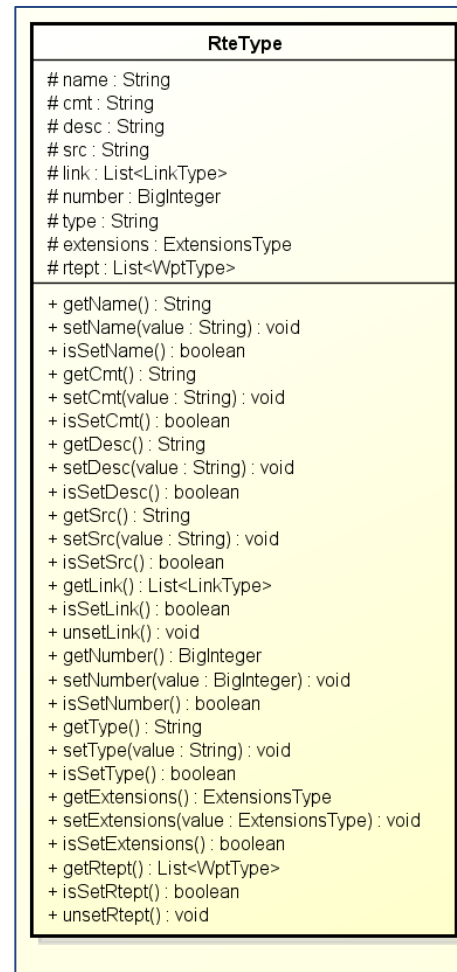 RteType
# name : String
# cmt : String
# desc : String
# src : String
# link : List<LinkType>
# number : BigInteger
# type : String
# extensions : ExtensionsType
# rtept : List<WptType>
+ getName() : String
+ setName(value : String) : void
+ isSetName() : boolean
+ getCmt() : String
+ setCmt(value : String) : void
+ isSetCmt() : boolean
+ getDesc() : String
+ setDesc(value : String) : void
+ isSetDesc() : boolean
+ getSrc() : String
+ setSrc(value : String) : void
+ isSetSrc() : boolean
+ getLink() : List<LinkType>
+ isSetLink() : boolean
+ unsetLink() : void
+ getNumber() : BigInteger
+ setNumber(value : BigInteger) : void
+ isSetNumber() : boolean
+ getType() : String
+ setType(value : String) : void
+ isSetType() : boolean
+ getExtensions() : ExtensionsType
+ setExtensions(value : ExtensionsType) : void
+ isSetExtensions() : boolean
+ getRtept() : List<WptType>
+ isSetRtept() : boolean
+ unsetRtept() : void